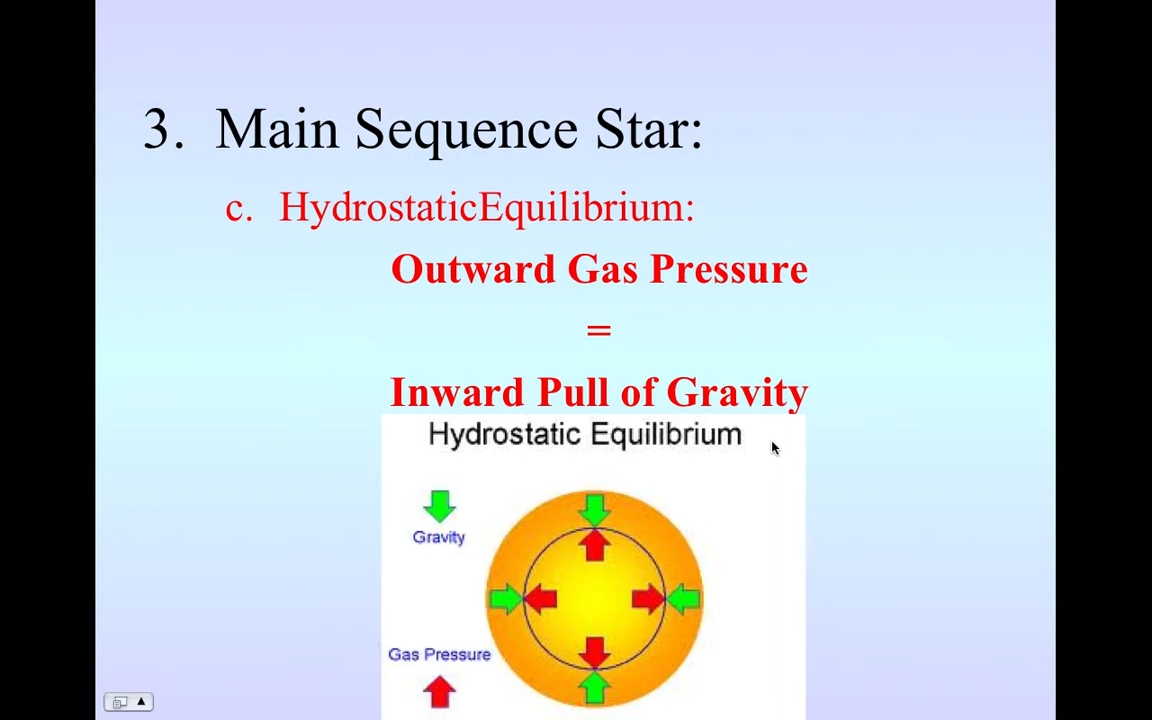 3. Main Sequence Star:
c. HydrostaticEquilibrium:
Outward Gas Pressure
=
Inward Pull of Gravity
Hydrostatic Equilibrium
Gravity
Gas Pressure